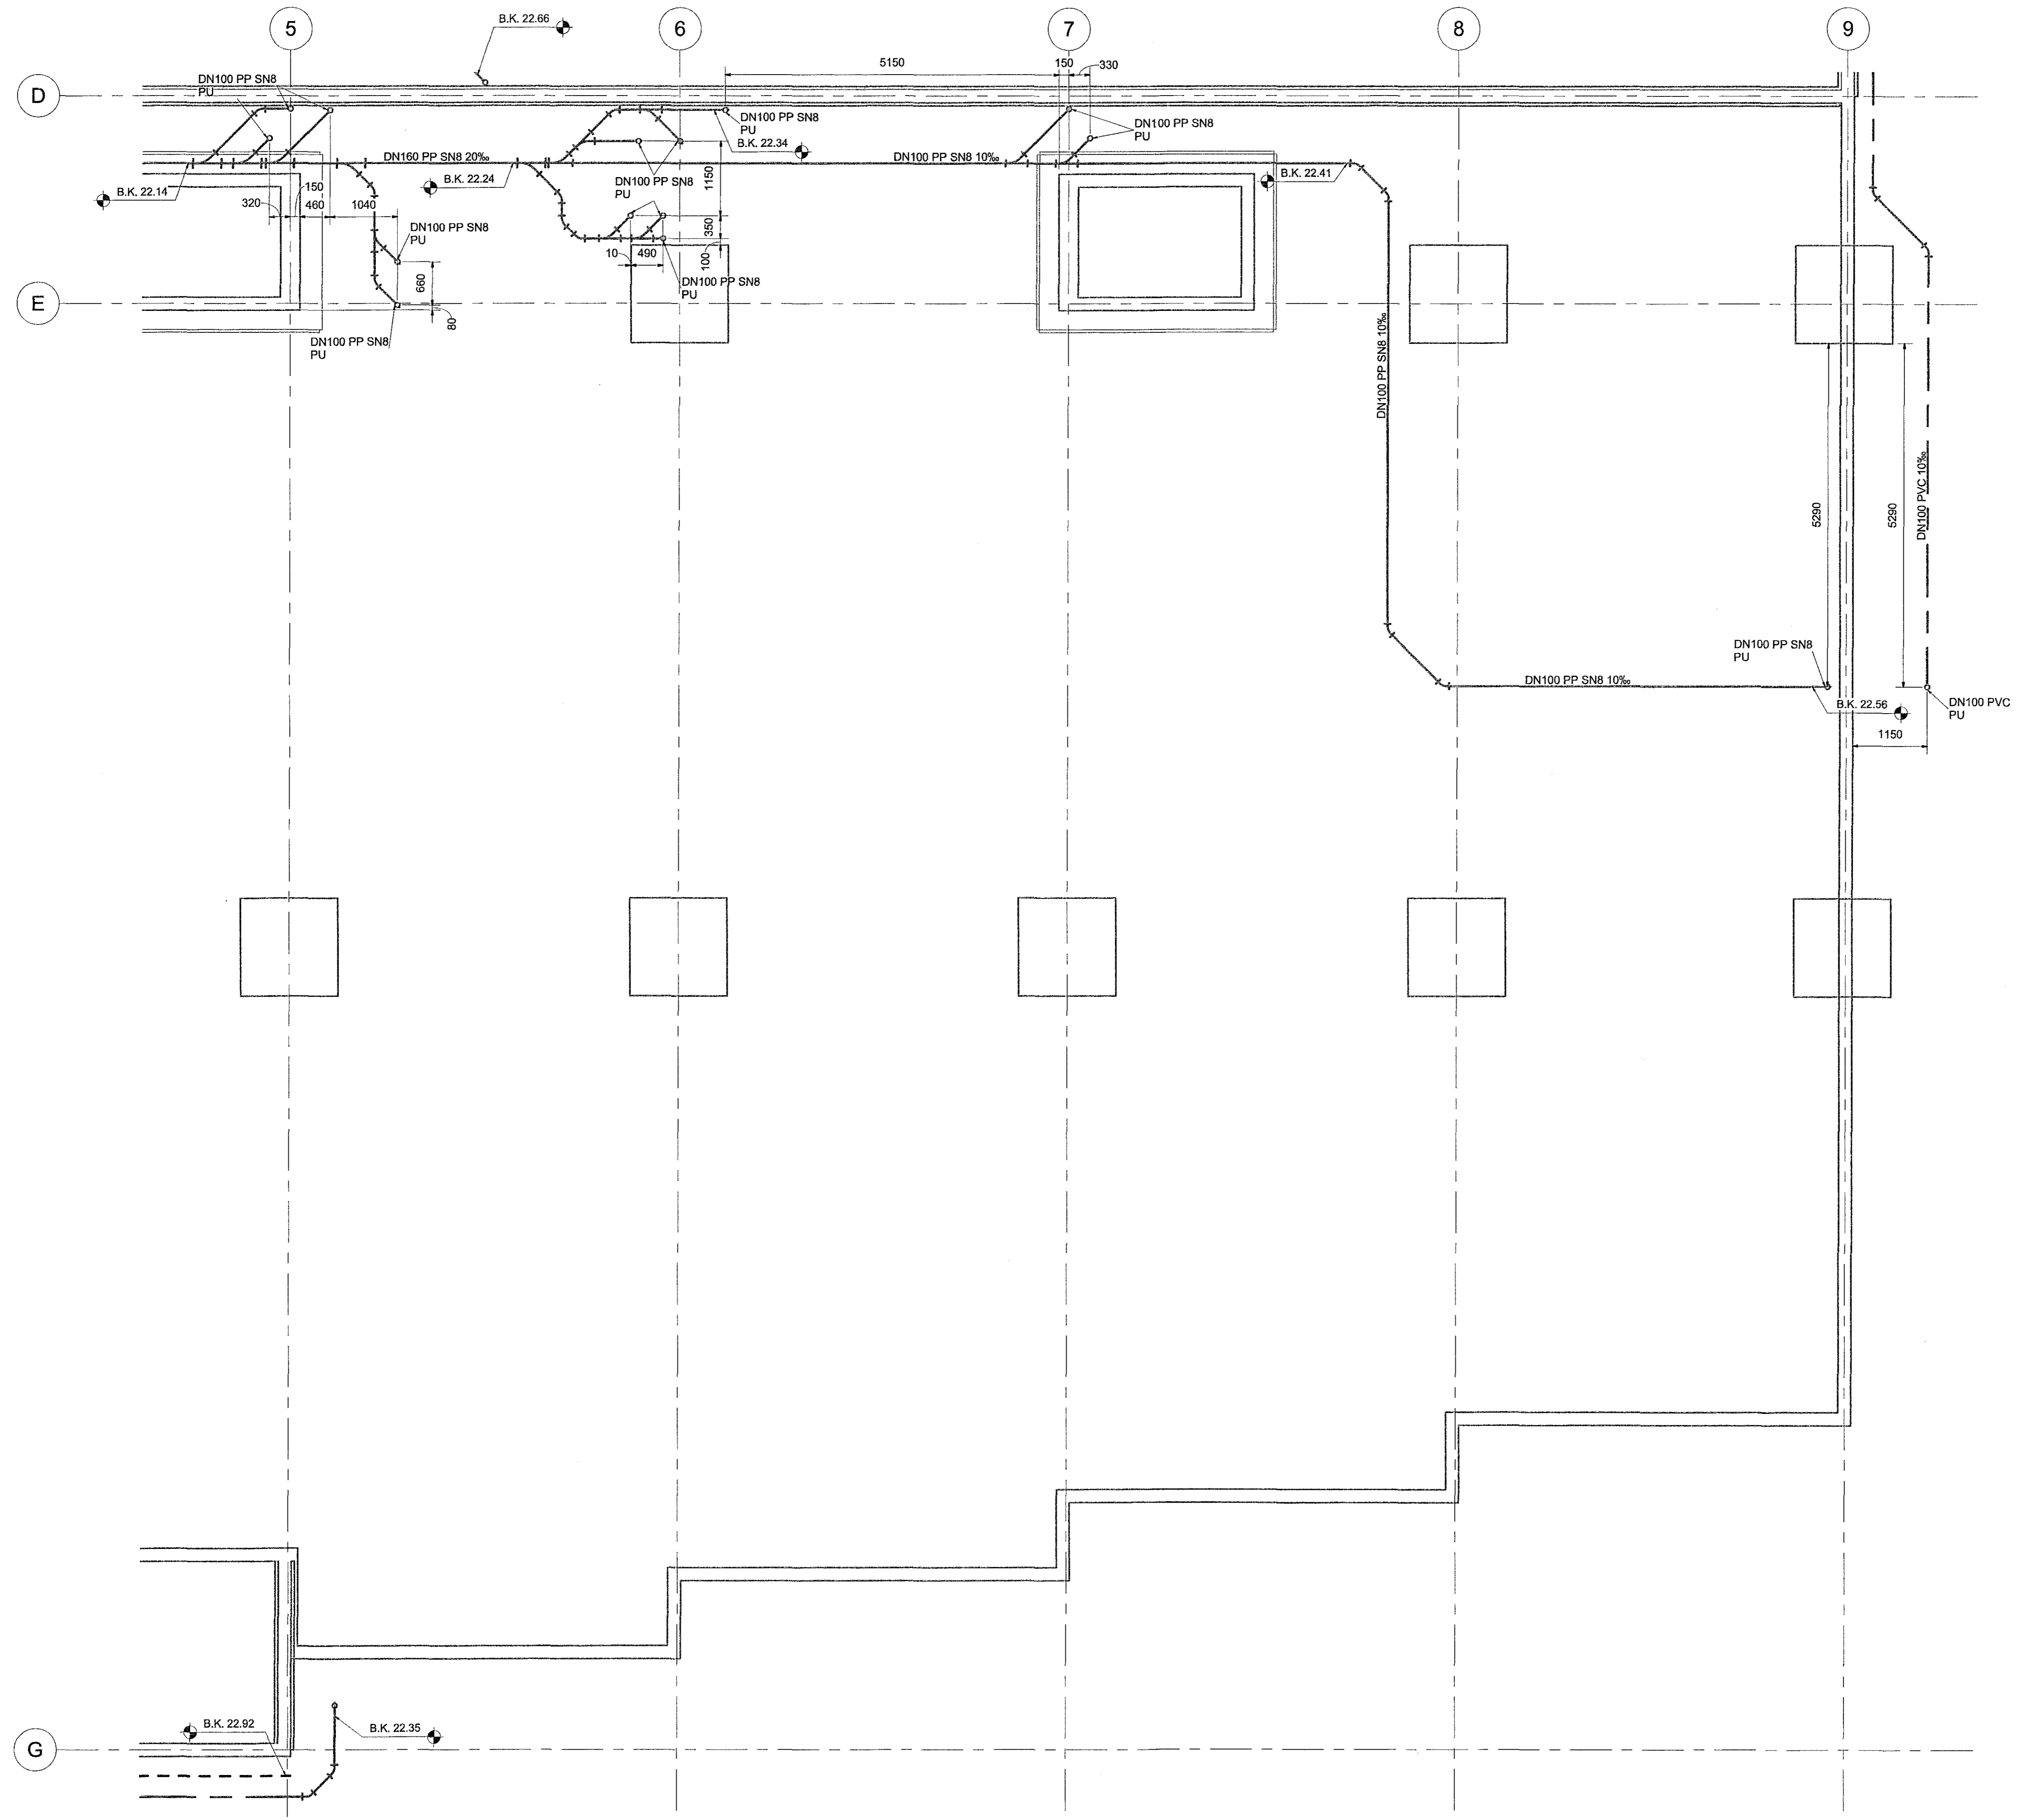 5
6
7
8
9
B.K. 22.66
D
DN100 PP SN8
PU
5150
150
330
DN100 PP SN8
PU
B.K. 22.34
DN100 PP SN8
PU
DN160 PP SN8 20‰
DN100 PP SN8 10‰
B.K. 22.14
B.K. 22.24
B.K. 22.41
DN100 PP SN8
PU
1150
150
320
460
1040
350
100
10
490
DN100 PP SN8
PU
DN100 PP SN8
PU
660
80
E
DN100 PP SN8
PU
DN100 PP SN8 10‰
5290
5290
DN100 PVC 10‰
DN100 PP SN8
PU
DN100 PP SN8 10‰
B.K. 22.56
DN100 PVC
PU
1150
B.K. 22.92
B.K. 22.35
G